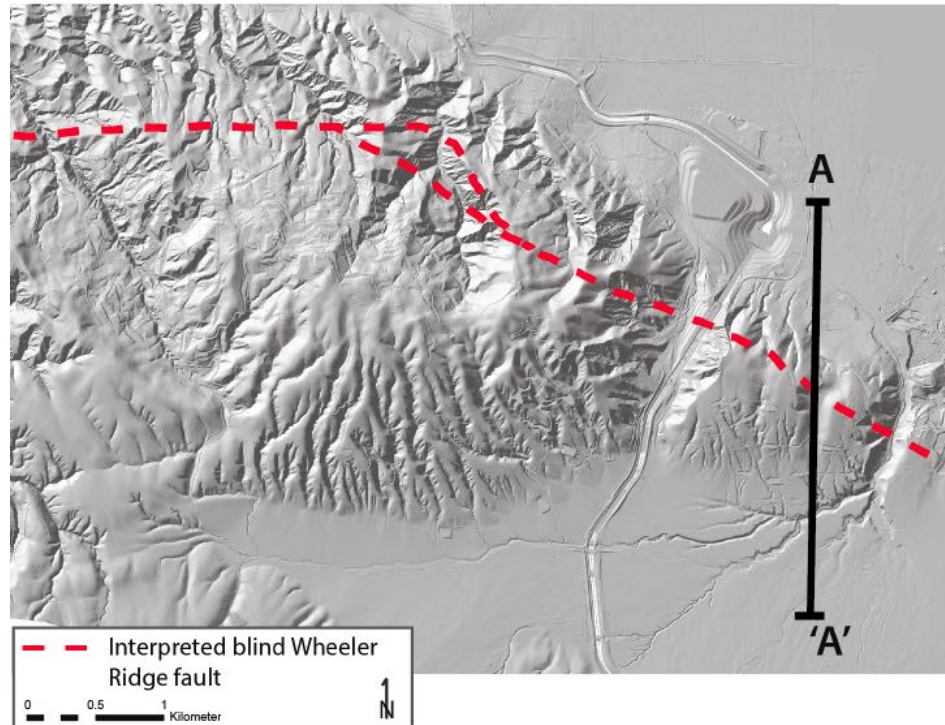 A
'A'
Interpreted blind Wheeler
Ridge fault
N
0 0.5 1
Kilometer